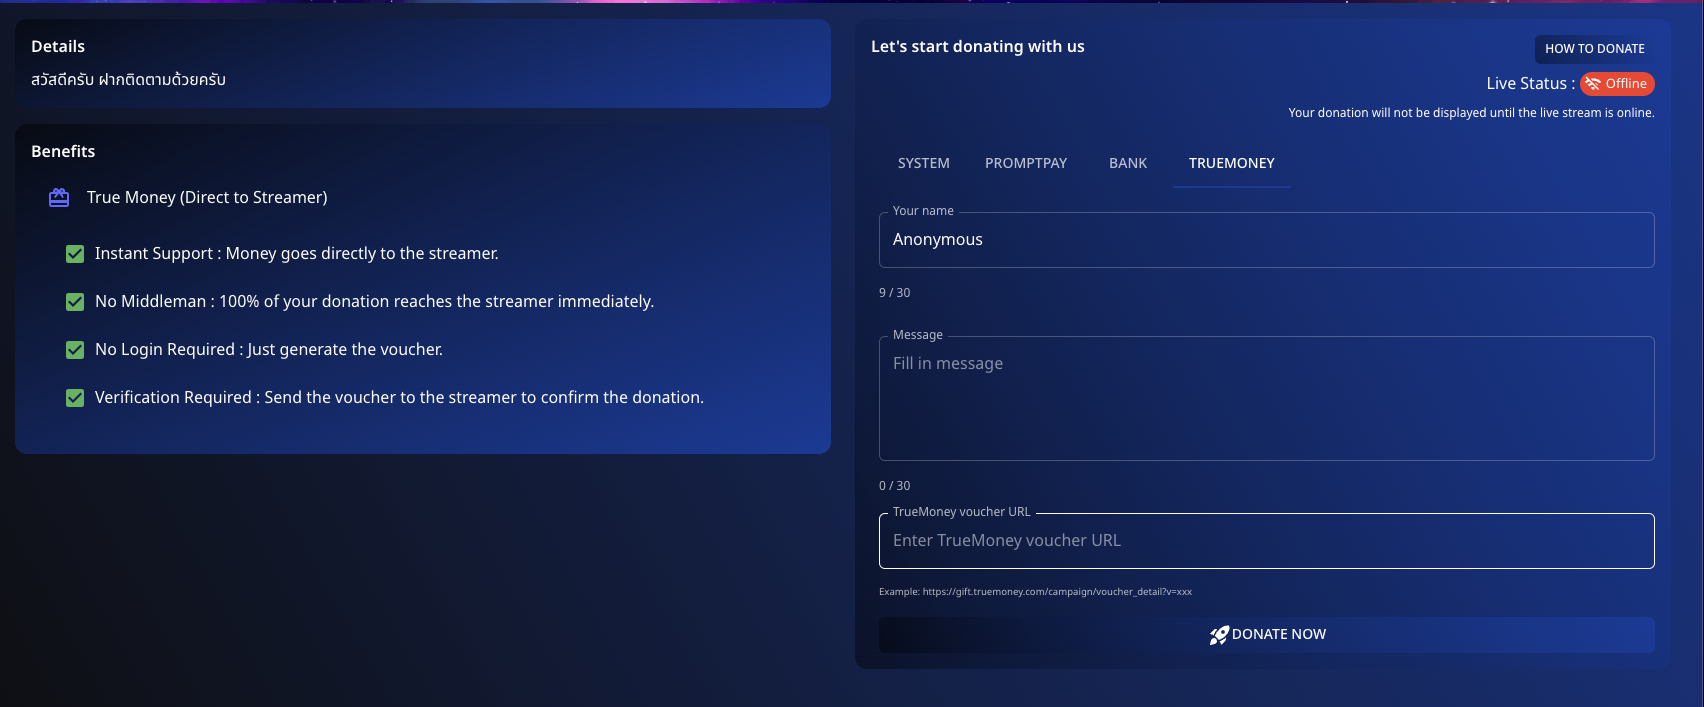 Details
สวัสดีครับ ฝากติดตามด้วยครับ
Benefits
True Money (Direct to Streamer)
Instant Support : Money goes directly to the streamer.
No Middleman : 100% of your donation reaches the streamer immediately.
No Login Required : Just generate the voucher.
Verification Required : Send the voucher to the streamer to confirm the donation.
Let's start donating with us
HOW TO DONATE
Live Status : Offline
Your donation will not be displayed until the live stream is online.
SYSTEM PROMPTPAY BANK TRUEMONEY
Your name
Anonymous
9 / 30
Message
Fill in message
0 / 30
TrueMoney voucher URL
Enter TrueMoney voucher URL
Example: https://gift.truemoney.com/campaign/voucher_detail?v=xxx
DONATE NOW